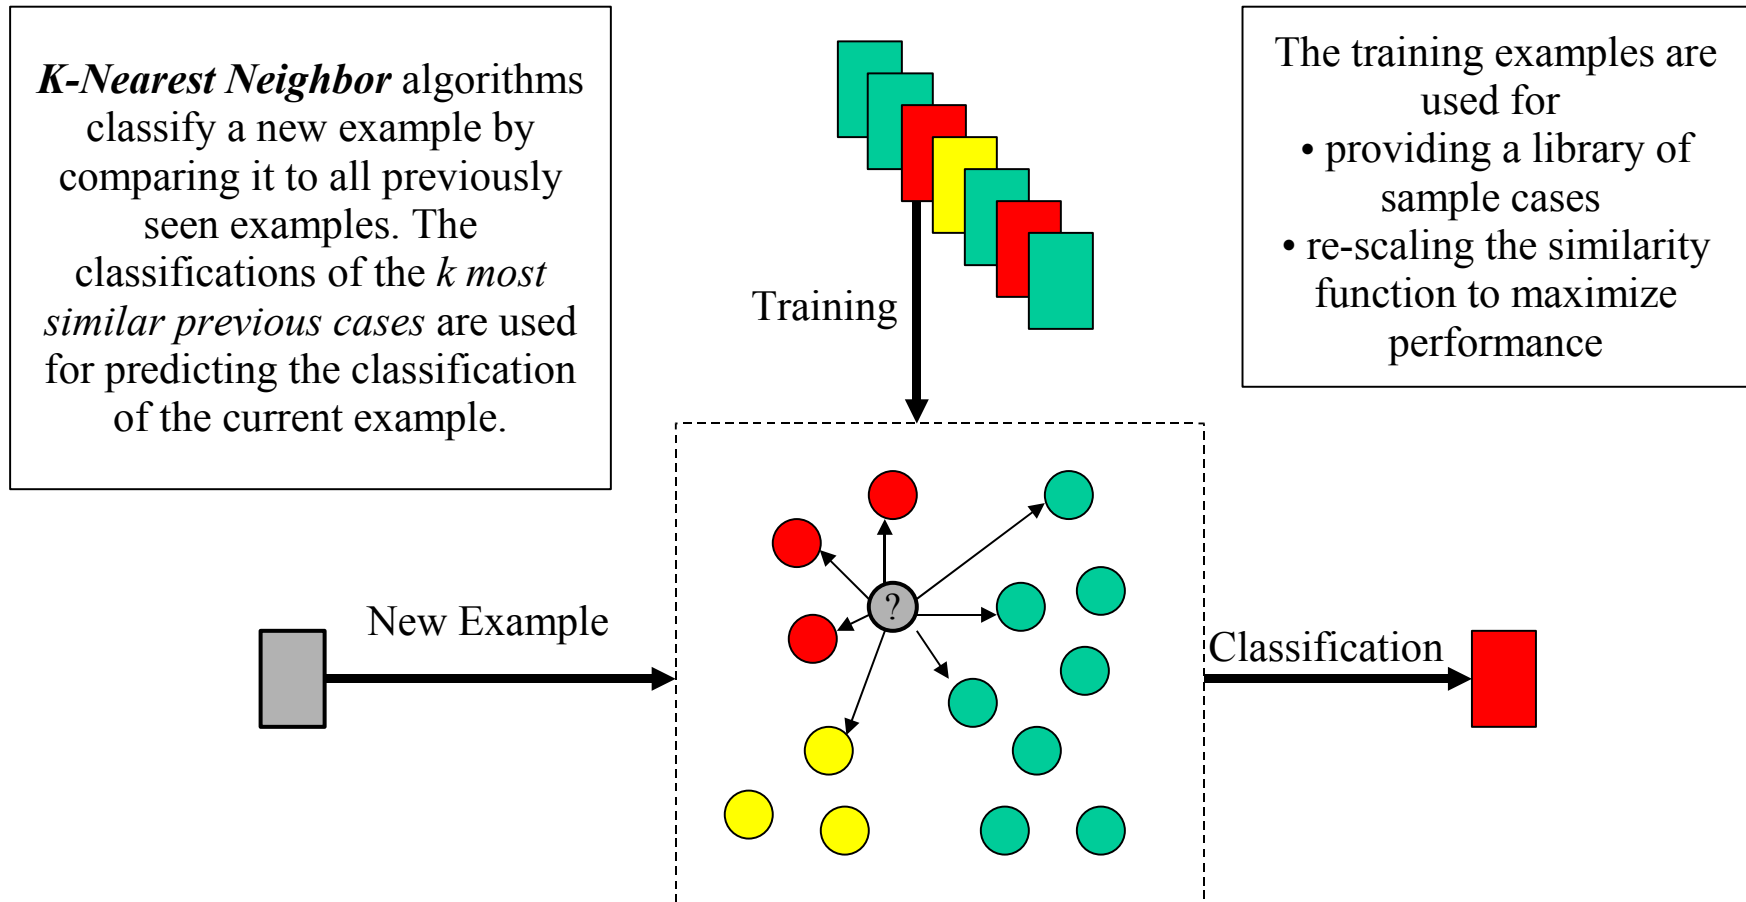 K-Nearest Neighbor algorithms
classify a new example by
comparing it to all previously
seen examples. The
classifications of the k most
similar previous cases are used
for predicting the classification
of the current example.
Training
The training examples are
used for
• providing a library of
sample cases
• re-scaling the similarity
function to maximize
performance
New Example
?
Classification